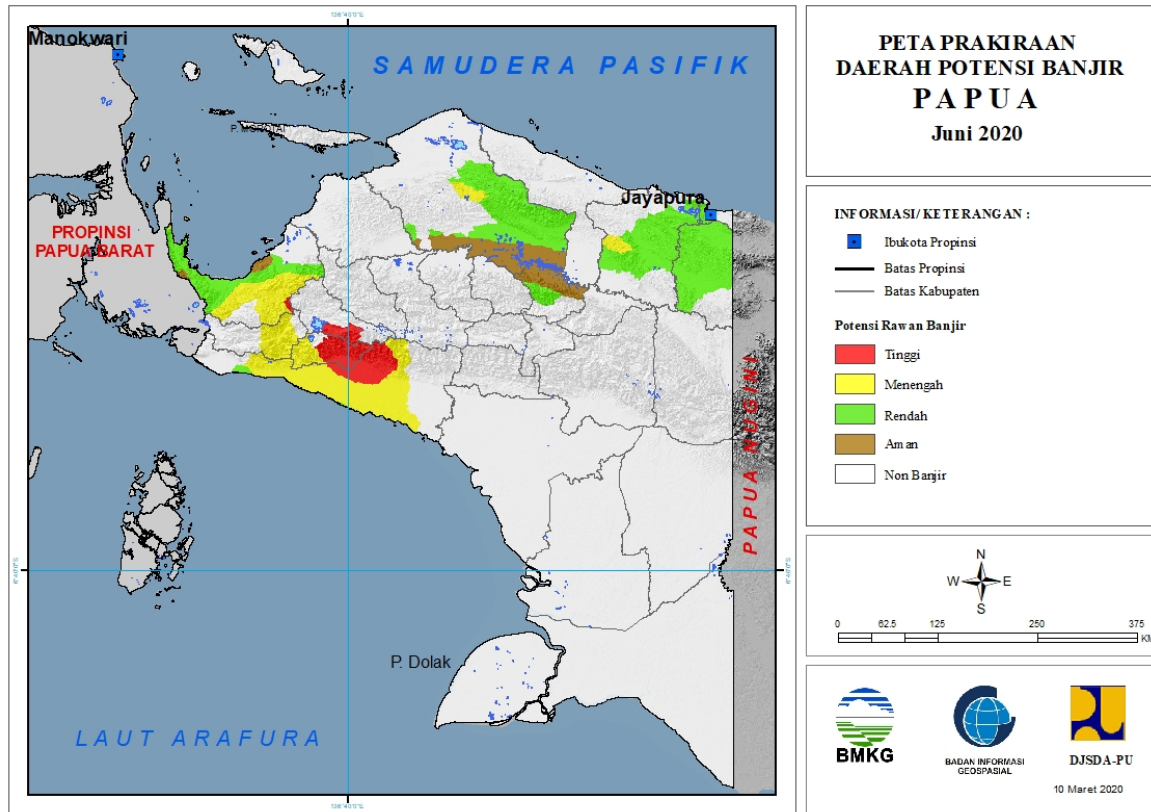 Manokwari
SAMUDERA PASIFIK
Jayapura
PROPINSI
PAPUA BARAT
PAPUA NUGINI
P. Dolak
LAUT ARAFURA
PETA PRAKIRAAN
DAERAH POTENSI BANJIR
PAPUA
Juni 2020
INFORMASI/ KETERANGAN :
Ibukota Propinsi
Batas Propinsi
Batas Kabupaten
Potensi Rawan Banjir
Tinggi
Menengah
Rendah
Aman
Non Banjir
N
W E
S
0 62.5 125 250 375
KM
BMKG
BADAN INFORMASI
GEOSPASIAL
DJSDA-PU
10 Maret 2020